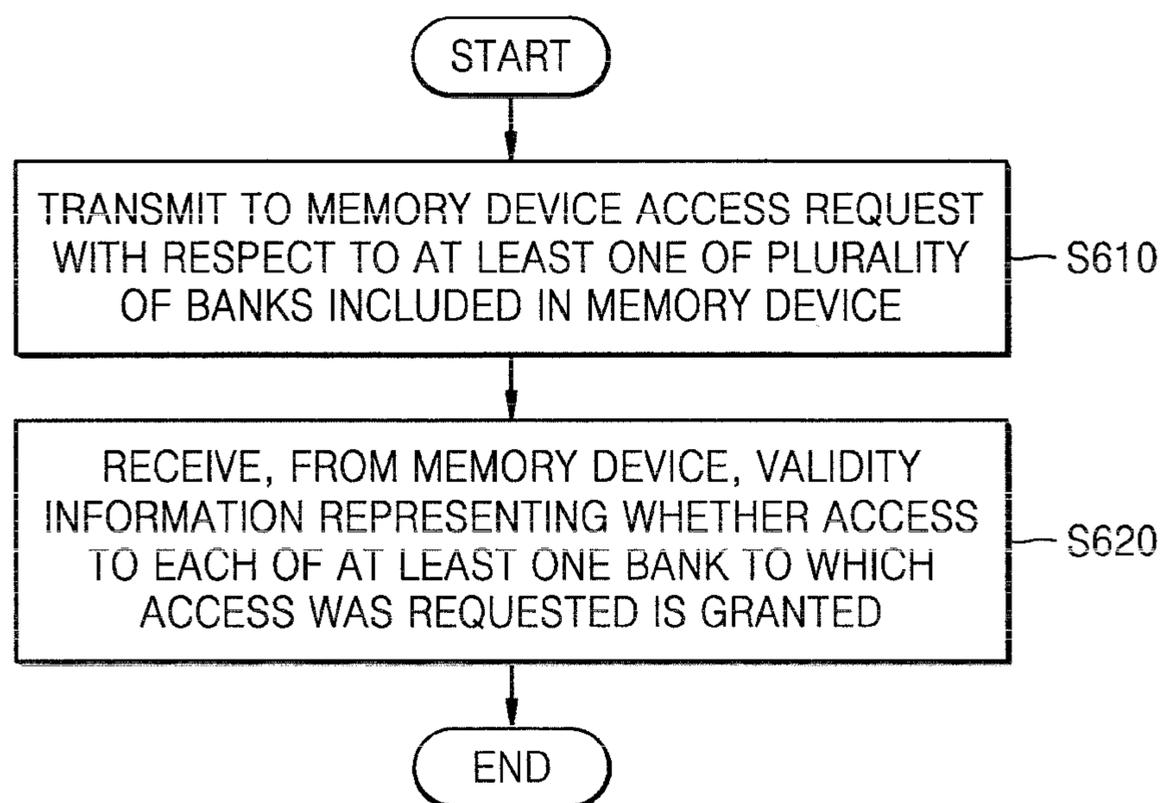 START
TRANSMIT TO MEMORY DEVICE ACCESS REQUEST
WITH RESPECT TO AT LEAST ONE OF PLURALITY
OF BANKS INCLUDED IN MEMORY DEVICE
S610
RECEIVE, FROM MEMORY DEVICE, VALIDITY
INFORMATION REPRESENTING WHETHER ACCESS
TO EACH OF AT LEAST ONE BANK TO WHICH
ACCESS WAS REQUESTED IS GRANTED
S620
END